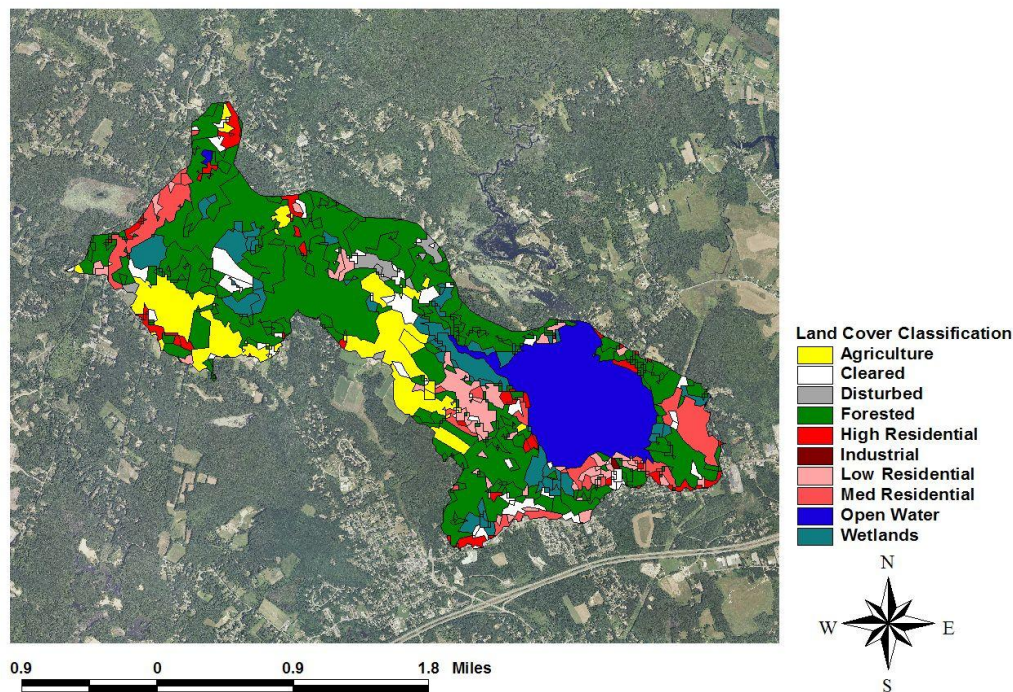 Land Cover Classification
Agriculture
Cleared
Disturbed
Forested
High Residential
Industrial
Low Residential
Med Residential
Open Water
Wetlands
N
W E
S
0.9 0 0.9 1.8 Miles